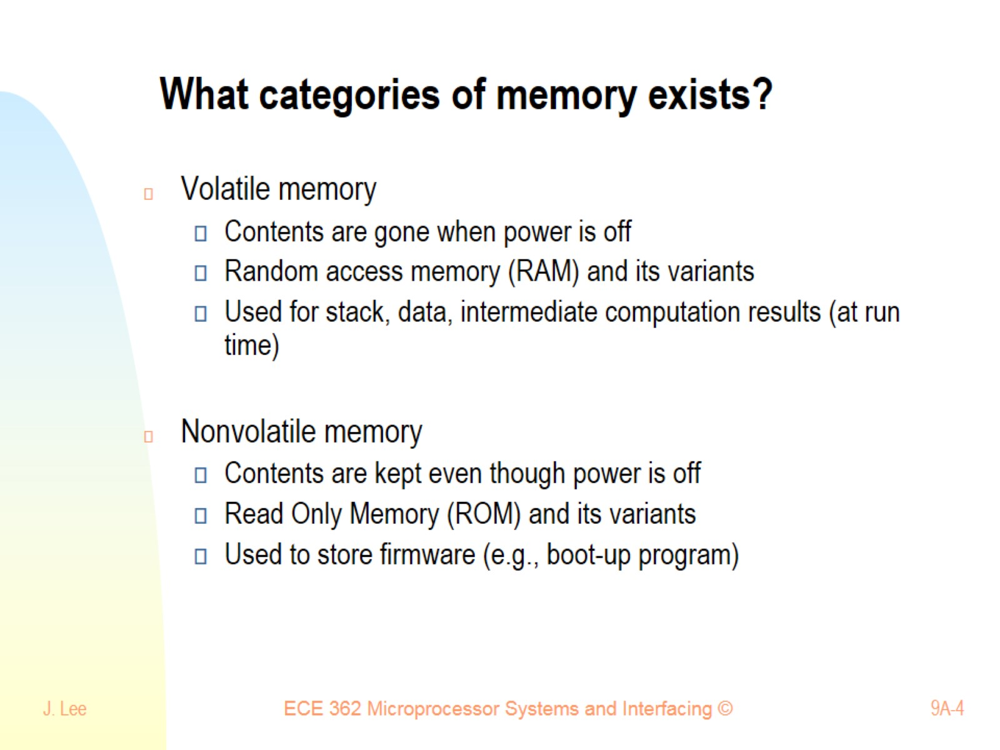 What categories of memory exists?
Volatile memory
Contents are gone when power is off
Random access memory (RAM) and its variants
Used for stack, data, intermediate computation results (at run
time)
Nonvolatile memory
Contents are kept even though power is off
Read Only Memory (ROM) and its variants
Used to store firmware (e.g., boot-up program)
J. Lee
ECE 362 Microprocessor Systems and Interfacing ©
9A-4